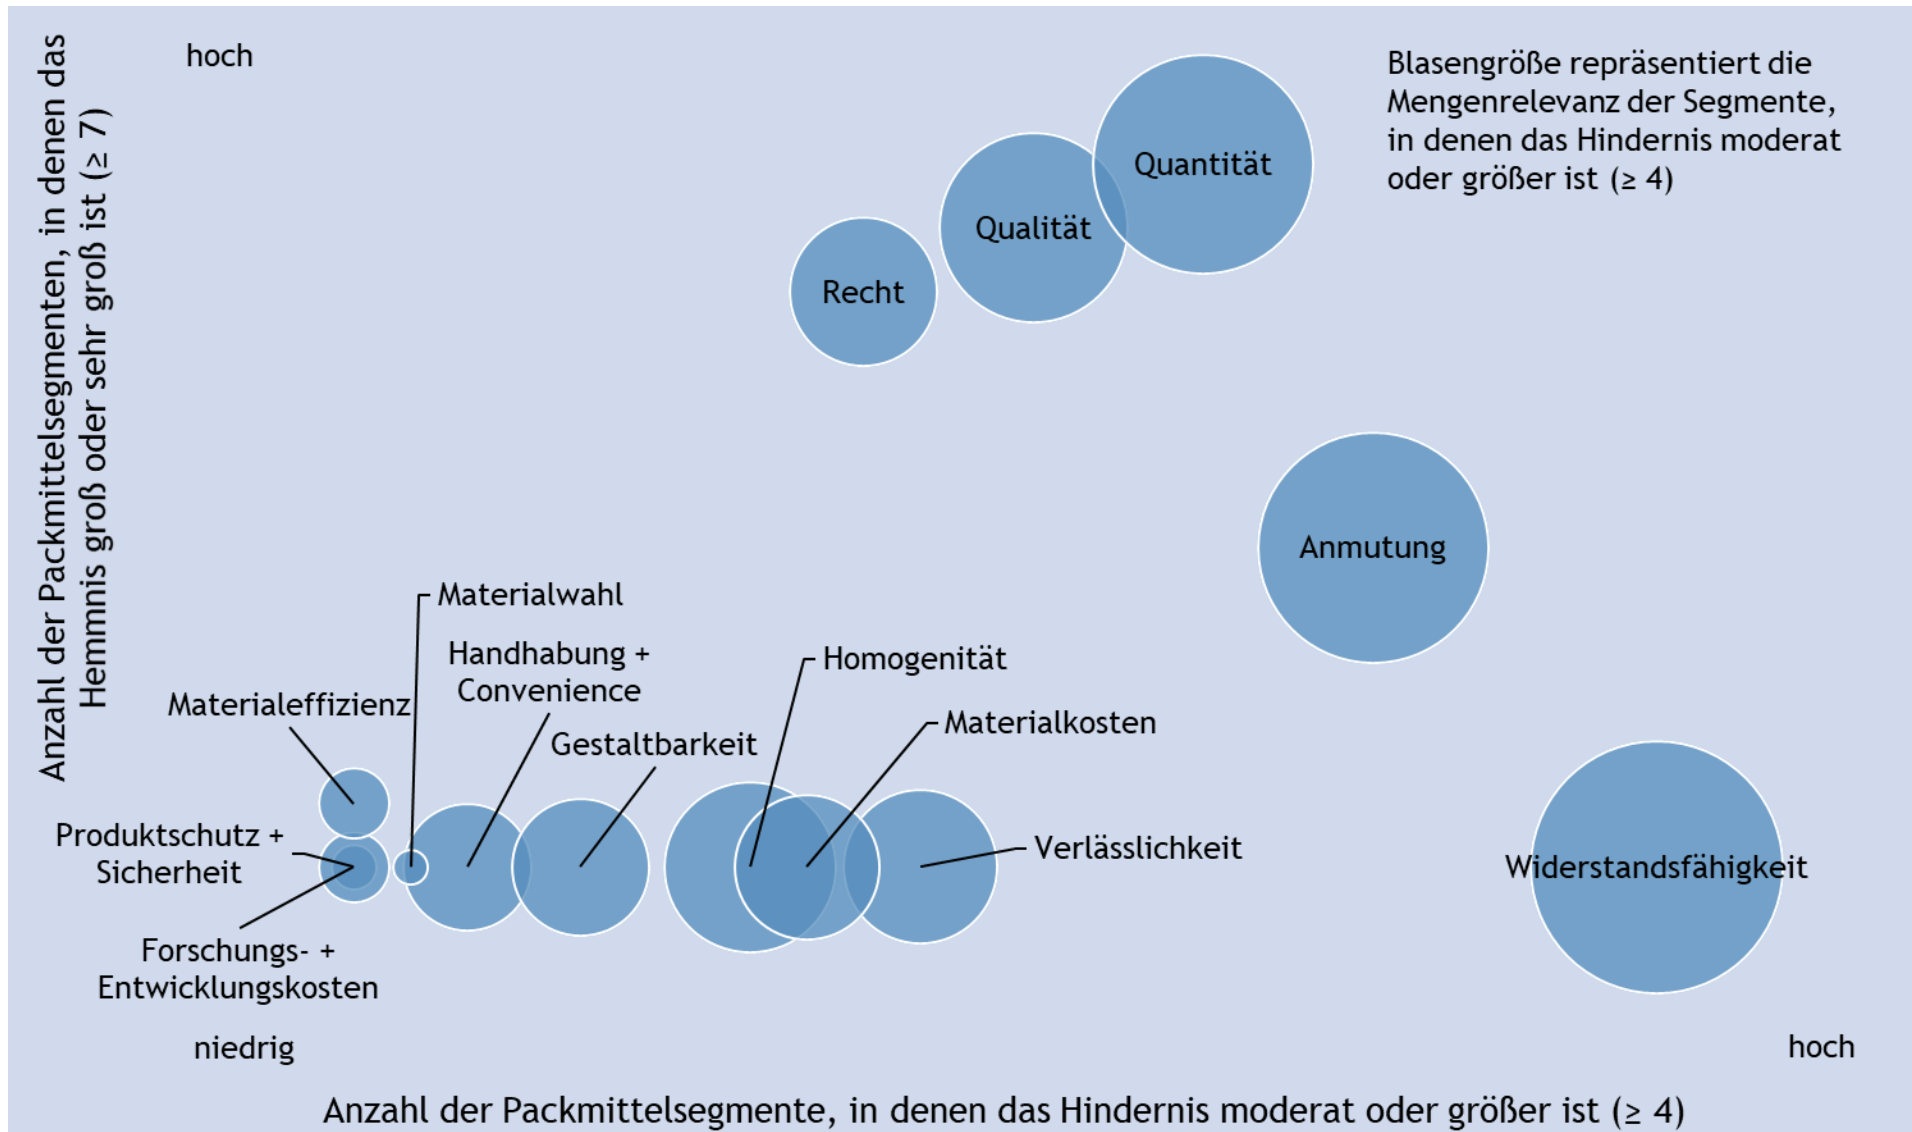 Anzahl der Packmittelsegmenten, in denen das
Hemmnis groß oder sehr groß ist (≥ 7)
hoch
Blasengröße repräsentiert die
Mengenrelevanz der Segmente,
in denen das Hindernis moderat
oder größer ist (≥ 4)
Quantität
Qualität
Recht
Anmutung
Materialwahl
Handhabung +
Convenience
Homogenität
Materialeffizienz
Gestaltbarkeit
Materialkosten
Produktschutz +
Sicherheit
Verlässlichkeit
Widerstandsfähigkeit
Forschungs- +
Entwicklungskosten
niedrig
hoch
Anzahl der Packmittelsegmente, in denen das Hindernis moderat oder größer ist (≥ 4)